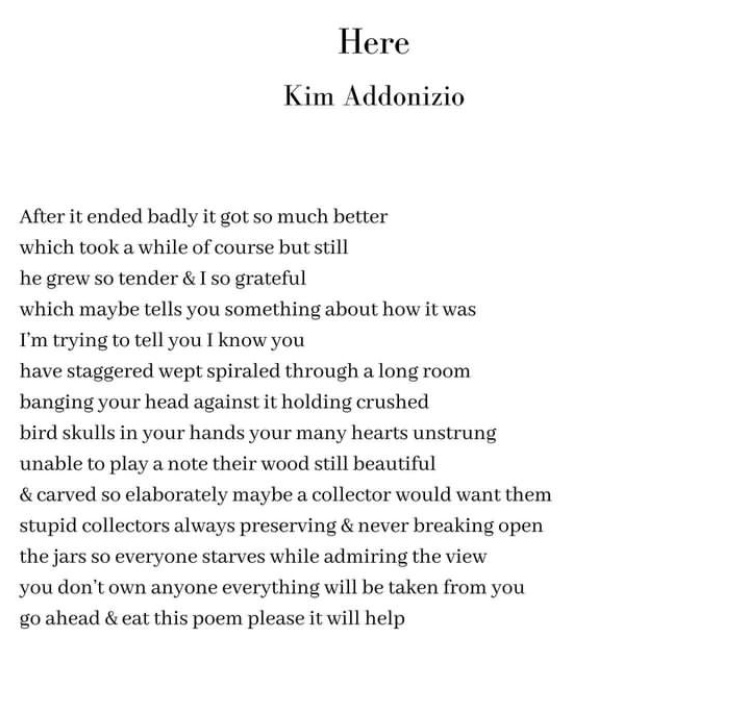 Here
Kim Addonizio
After it ended badly it got so much better
which took a while of course but still
he grew so tender & I so grateful
which maybe tells you something about how it was
I’m trying to tell you I know you
have staggered wept spiraled through a long room
banging your head against it holding crushed
bird skulls in your hands your many hearts unstrung
unable to play a note their wood still beautiful
& carved so elaborately maybe a collector would want them
stupid collectors always preserving & never breaking open
the jars so everyone starves while admiring the view
you don’t own anyone everything will be taken from you
go ahead & eat this poem please it will help